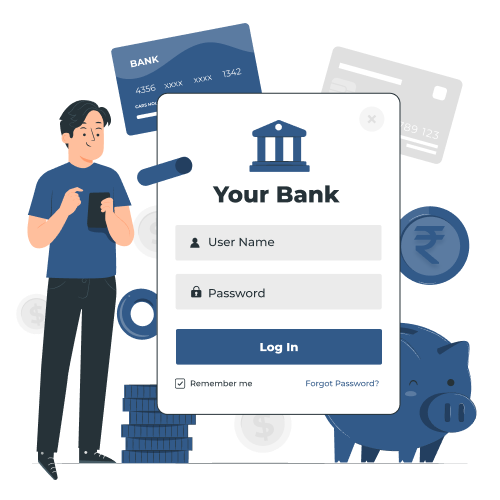 BANK
4356 XXXX XXXX 1342
789 123
Your Bank
User Name
Password
Log In
Remember me
Forgot Password?